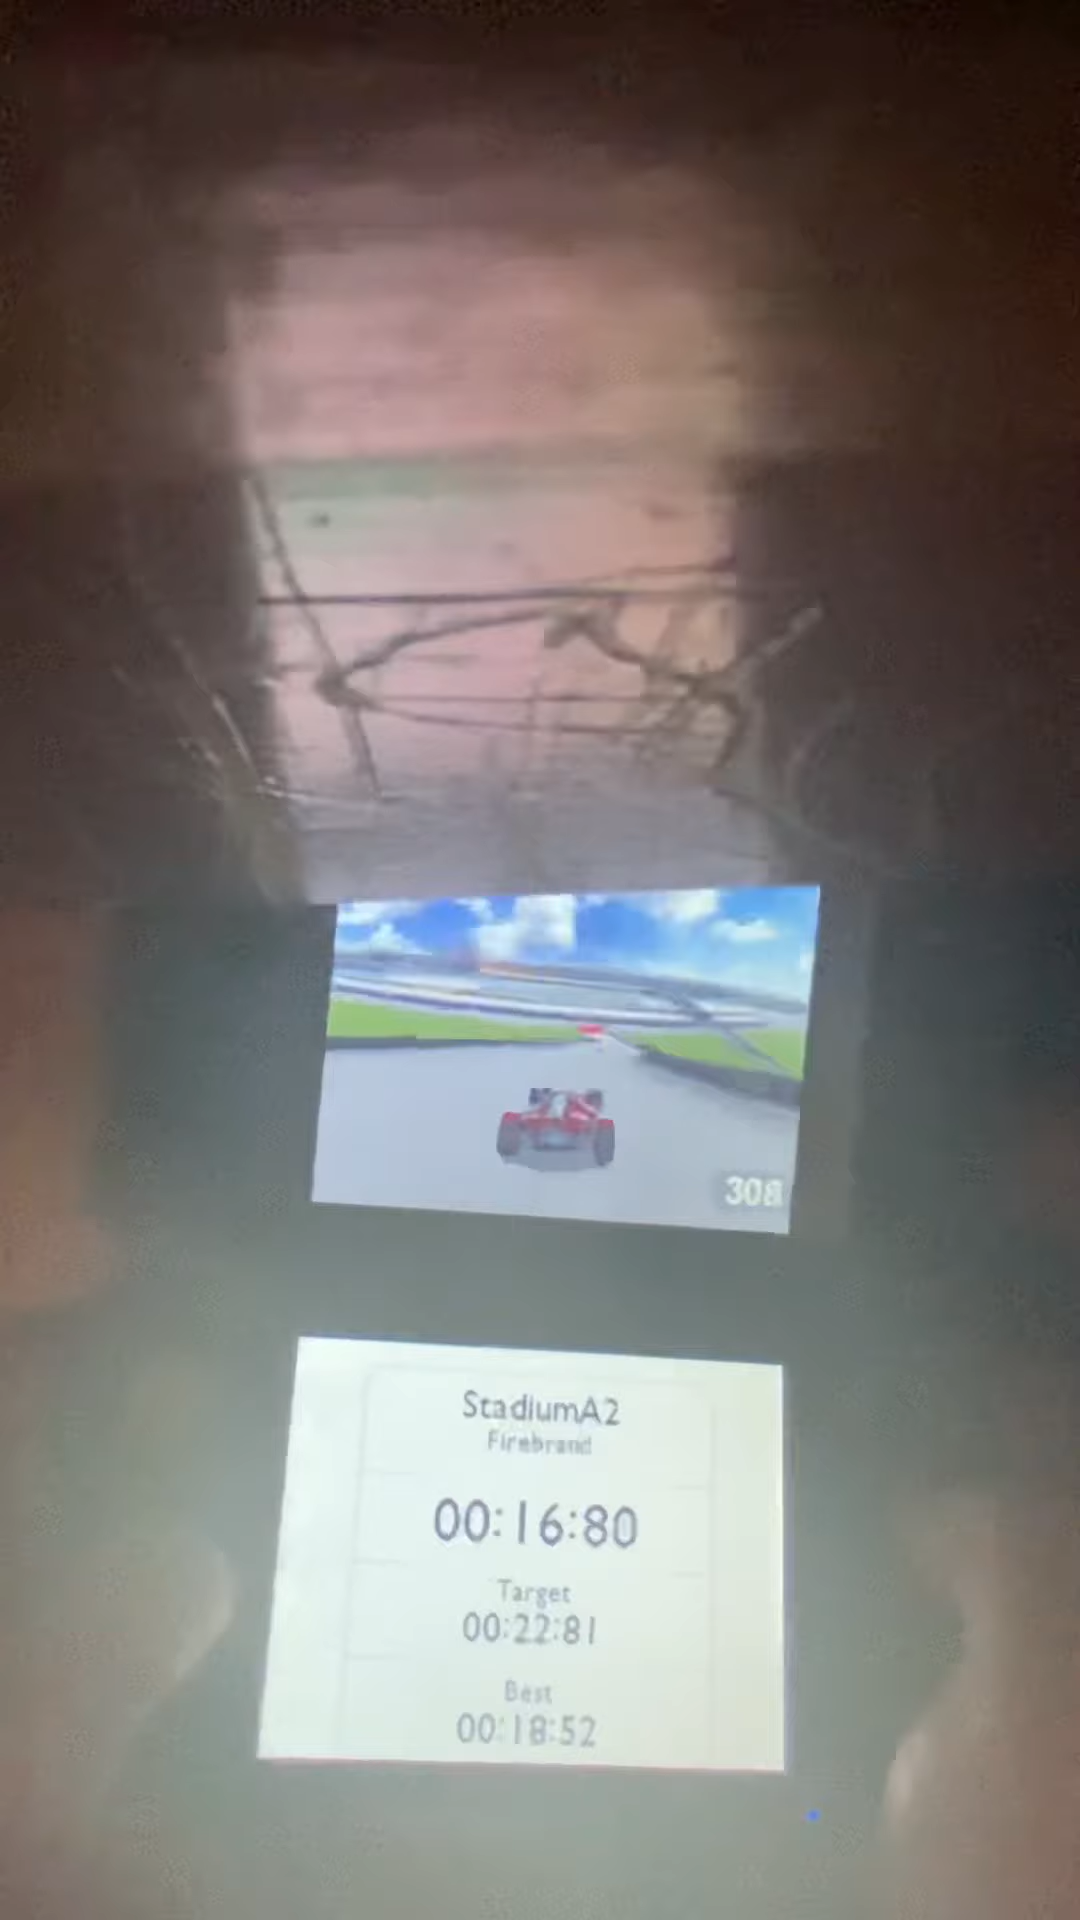 308
StadiumA2
Firebrand
00:16:80
Target
00:22:81
Best
00:18:52